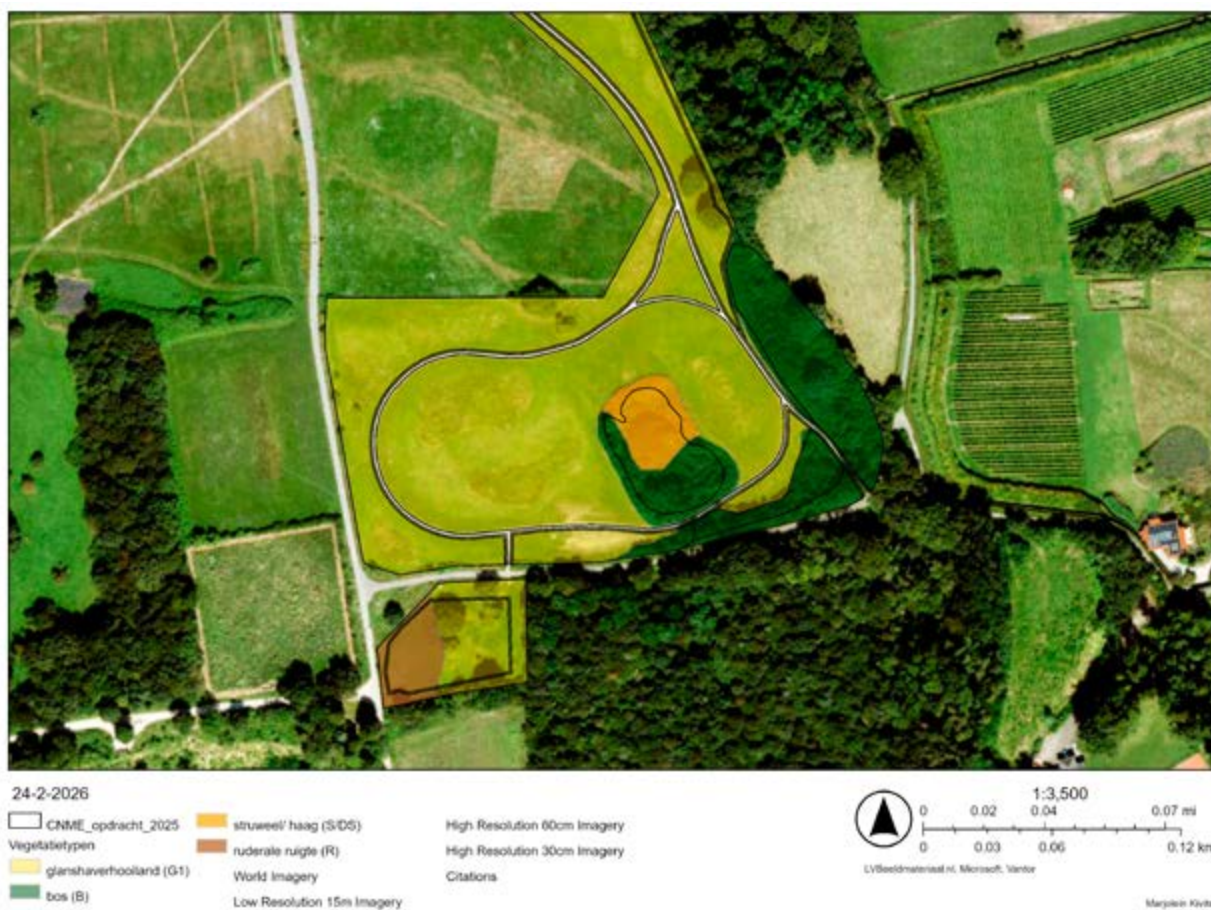 24-2-2026
CNME_opdracht_2025
Vegetatietypen
glanshaverhooiland (G1)
bos (B)
struweel/ haag (S/DS)
ruderale ruigte (R)
World Imagery
Low Resolution 15m Imagery
High Resolution 60cm Imagery
High Resolution 30cm Imagery
Citations
1:3,500
0 0.02 0.04 0.07 mi
0 0.03 0.06 0.12 km
LVBeeldmateriaal.nl, Microsoft, Vantor
Marjolein